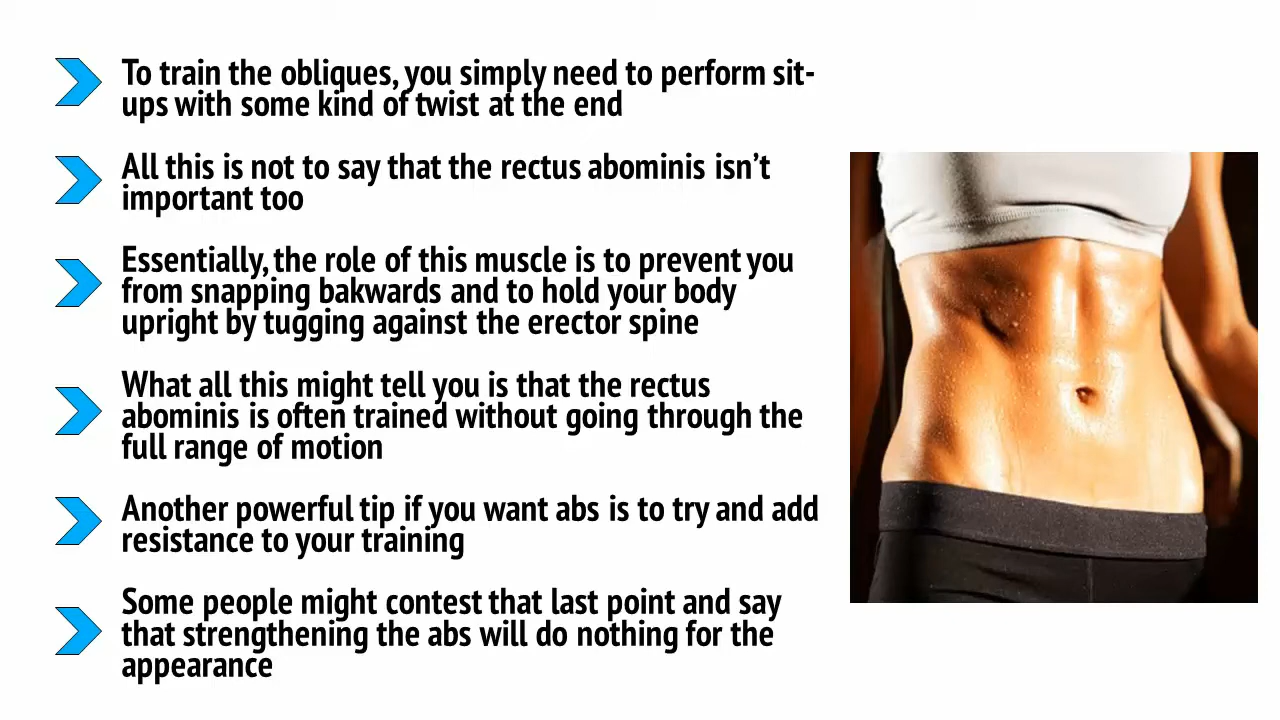 To train the obliques, you simply need to perform sit-
ups with some kind of twist at the end
All this is not to say that the rectus abominis isn’t
important too
Essentially, the role of this muscle is to prevent you
from snapping bakwards and to hold your body
upright by tugging against the erector spine
What all this might tell you is that the rectus
abominis is often trained without going through the
full range of motion
Another powerful tip if you want abs is to try and add
resistance to your training
Some people might contest that last point and say
that strengthening the abs will do nothing for the
appearance